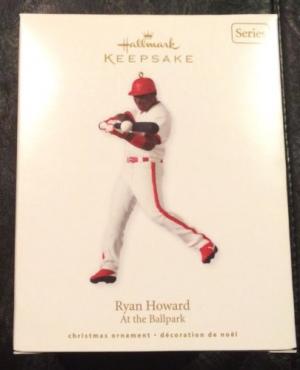 Hallmark
KEEPSAKE
Series
Ryan Howard
At the Ballpark
christmas ornament • décoration de noël